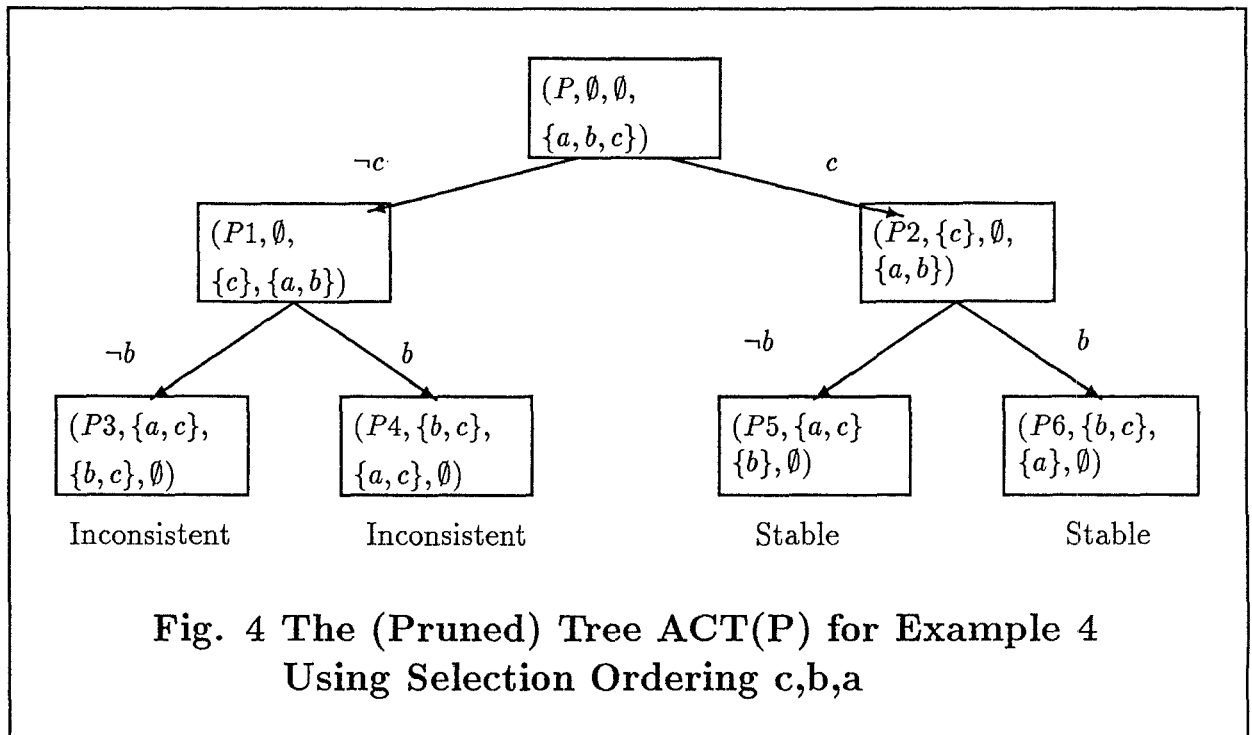 (P, ∅, ∅,
{a, b, c})
¬c
c
(P1, ∅,
{c}, {a, b})
(P2, {c}, ∅,
{a, b})
¬b
b
¬b
b
(P3, {a, c},
{b, c}, ∅)
(P4, {b, c},
{a, c}, ∅)
(P5, {a, c}
{b}, ∅)
(P6, {b, c},
{a}, ∅)
Inconsistent
Inconsistent
Stable
Stable
Fig. 4 The (Pruned) Tree ACT(P) for Example 4
Using Selection Ordering c,b,a